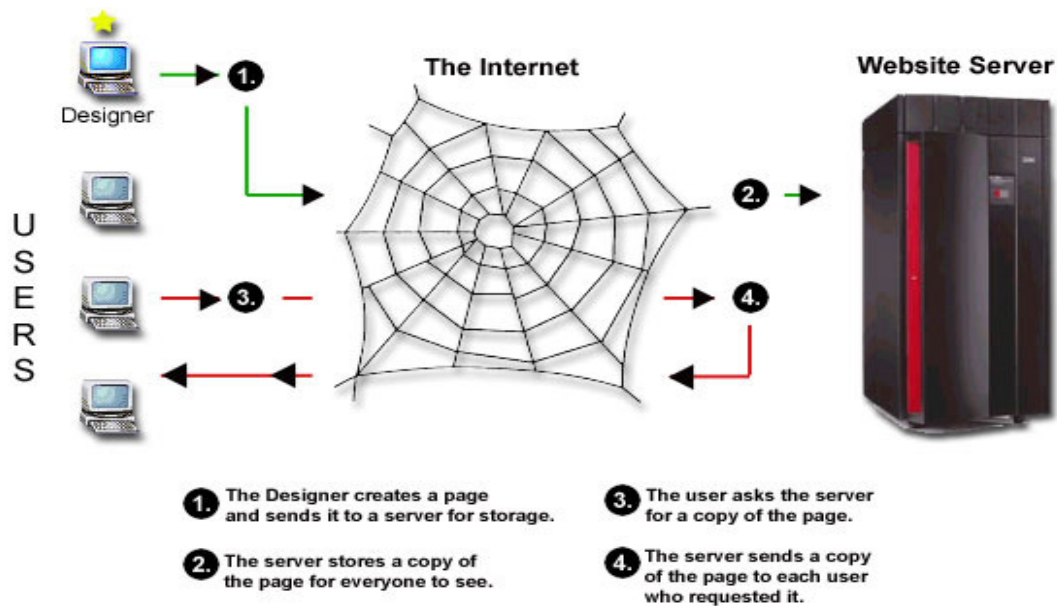 The Internet
Website Server
1.
Designer
2.
USERS
3.
4.
1. The Designer creates a page
and sends it to a server for storage.
2. The server stores a copy of
the page for everyone to see.
3. The user asks the server
for a copy of the page.
4. The server sends a copy
of the page to each user
who requested it.